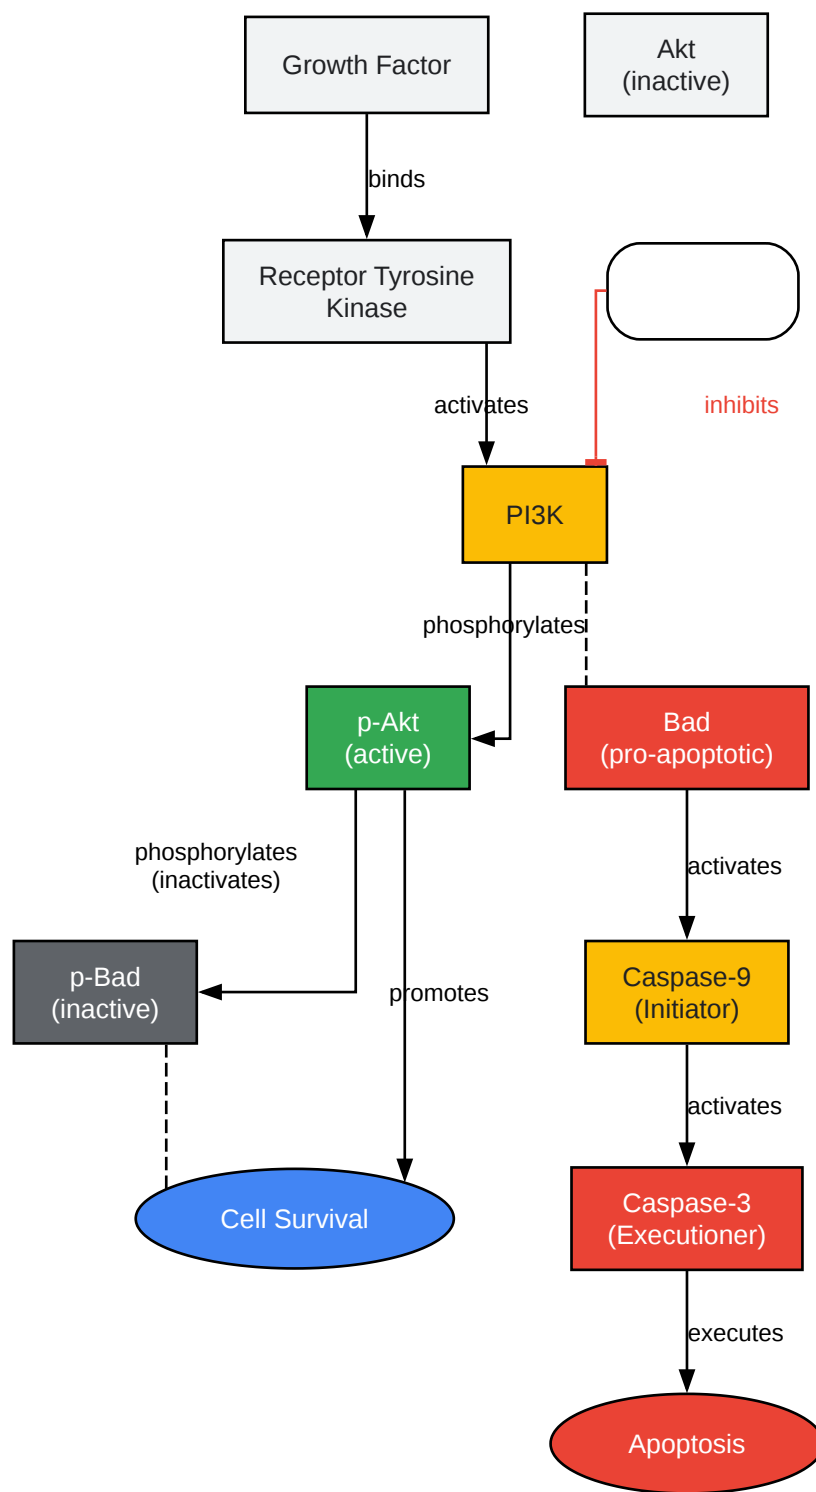 Growth Factor
Akt
(inactive)
binds
Receptor Tyrosine
Kinase
activates
inhibits
PI3K
phosphorylates
p-Akt
(active)
Bad
(pro-apoptotic)
phosphorylates
(inactivates)
activates
p-Bad
(inactive)
promotes
Caspase-9
(Initiator)
activates
Cell Survival
Caspase-3
(Executioner)
executes
Apoptosis